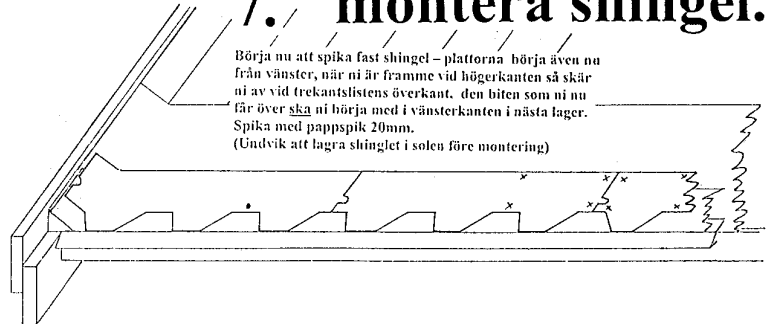 7. montera shingel.
Börja nu att spika fast shingel – plattorna börja även nu
från vänster, när ni är framme vid högerkanten så skär
ni av vid trekantslistens överkant. den biten som ni nu
får över ska ni börja med i vänsterkanten i nästa lager.
Spika med pappspik 20mm.
(Undvik att lagra shinglet i solen före montering)